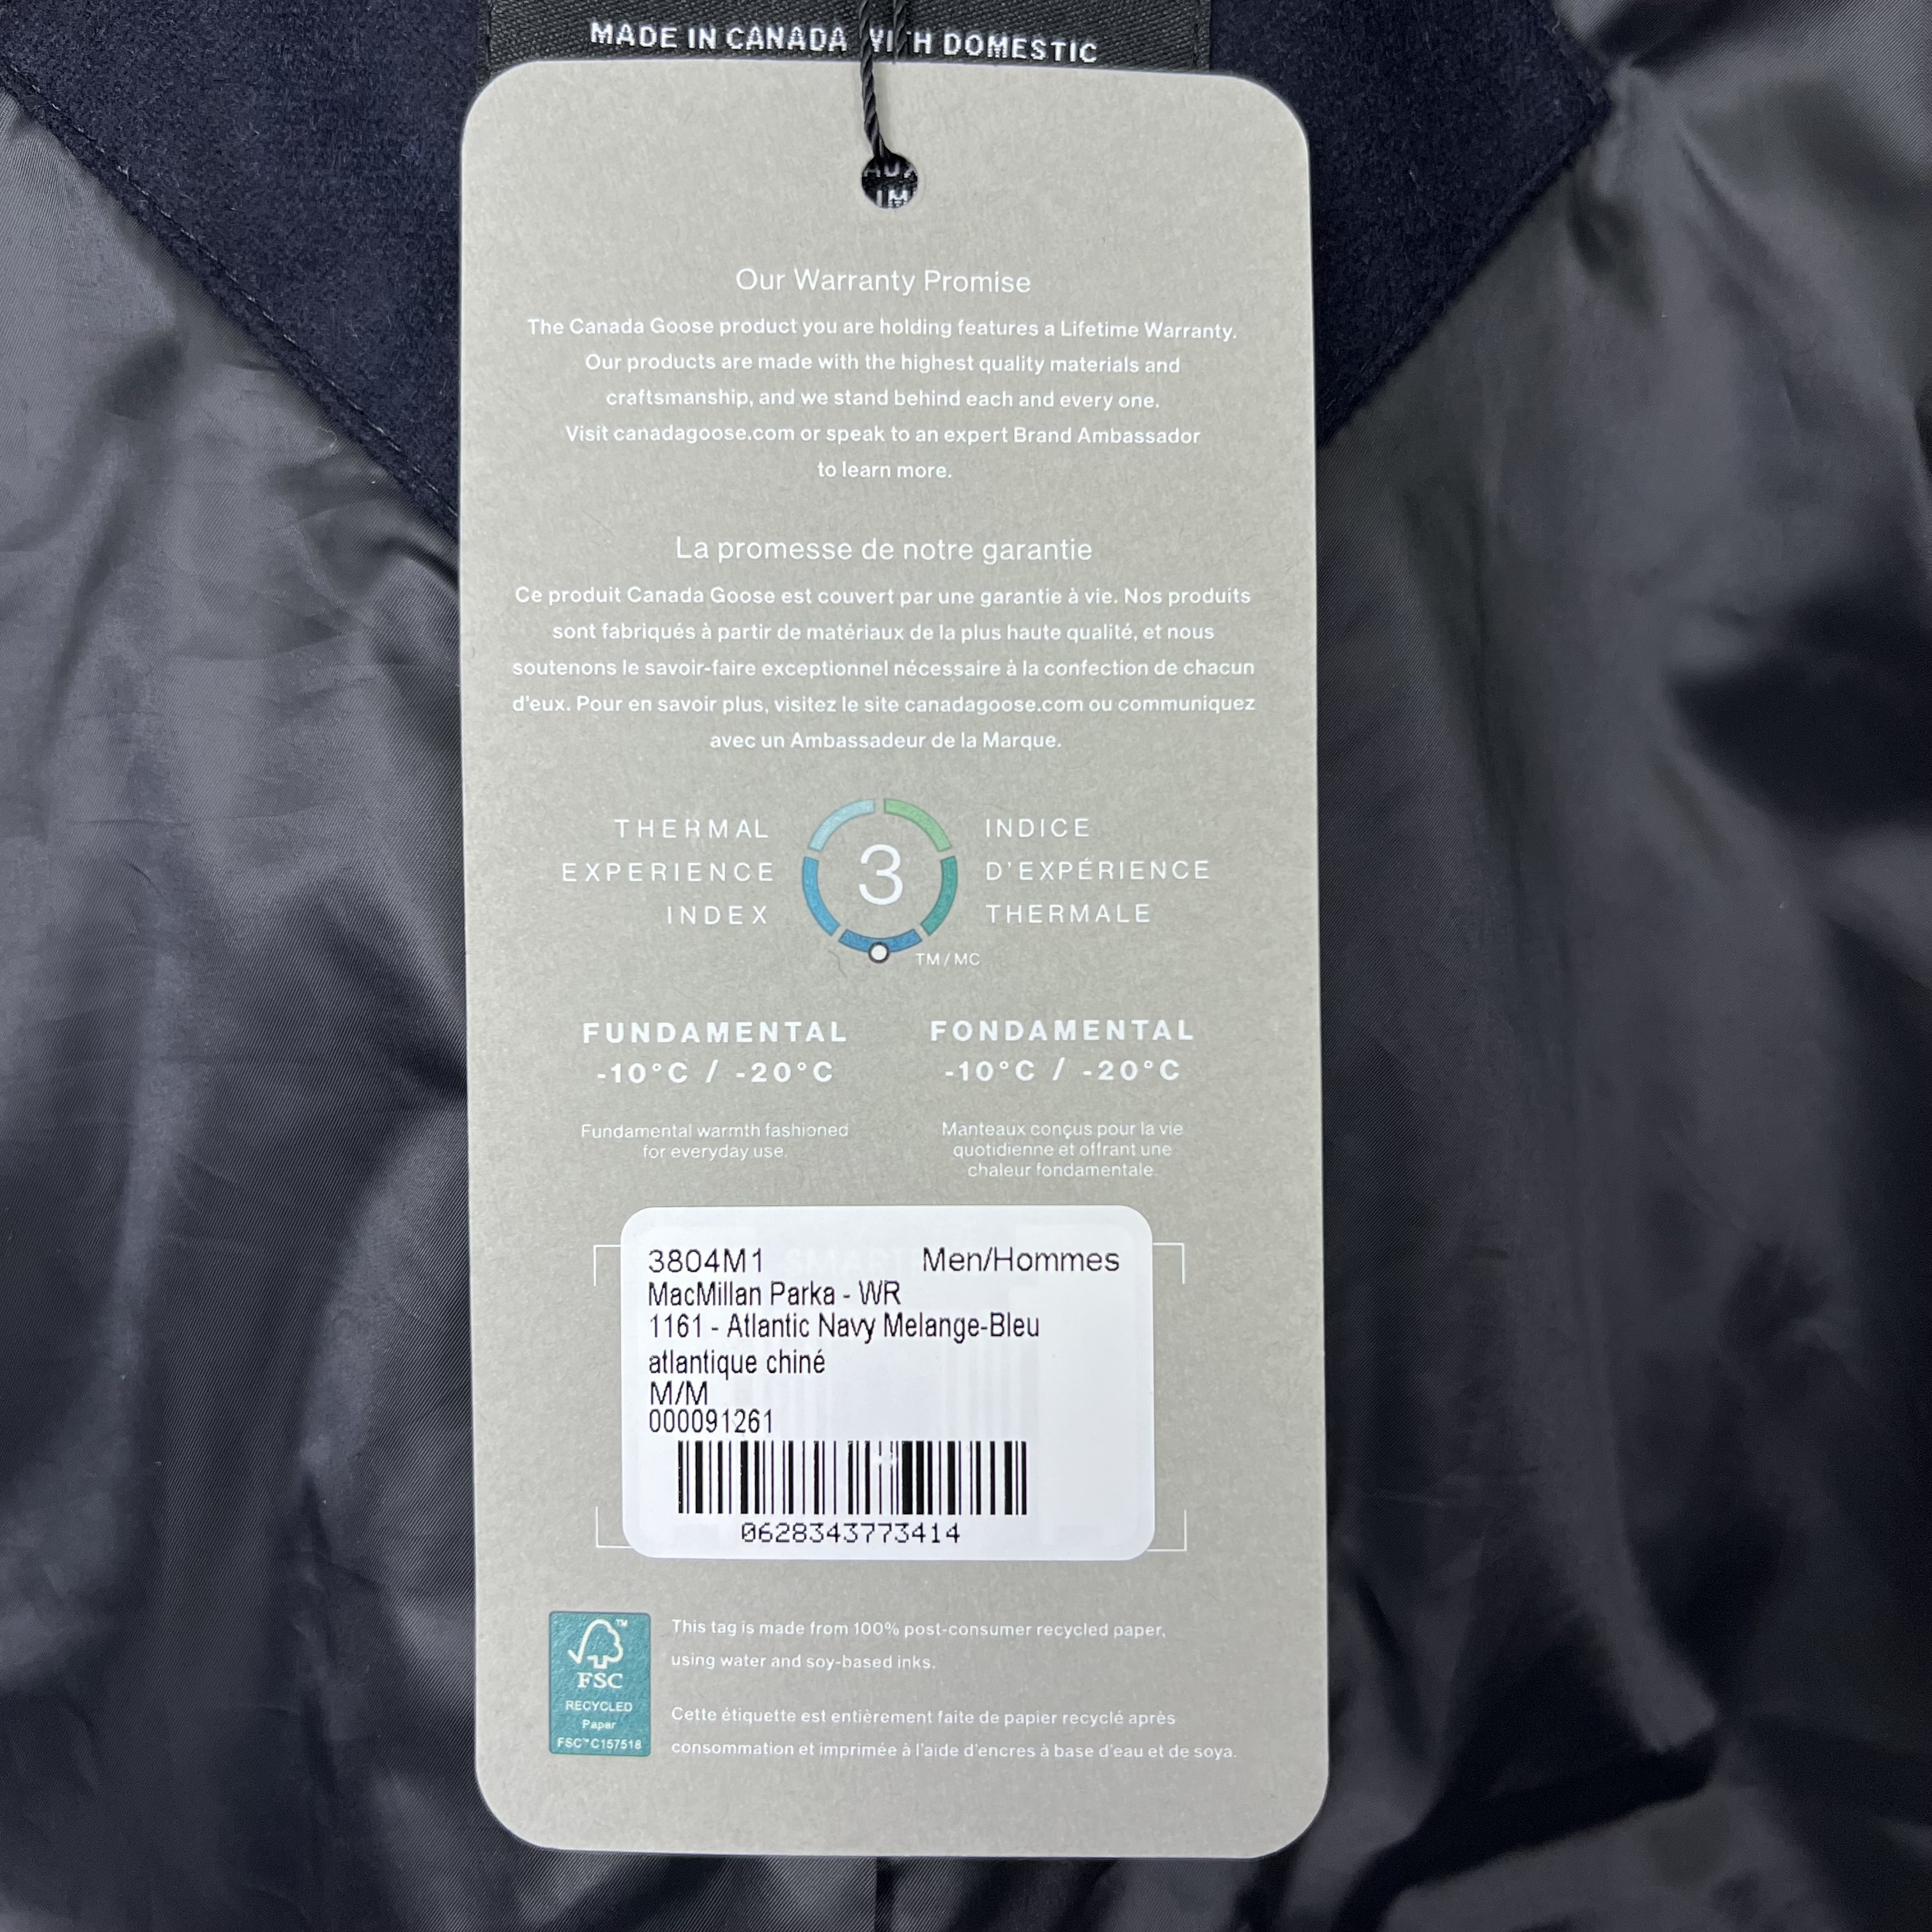 MADE IN CANADA WITH DOMESTIC
Our Warranty Promise
The Canada Goose product you are holding features a Lifetime Warranty.
Our products are made with the highest quality materials and
craftsmanship, and we stand behind each and every one.
Visit canadagoose.com or speak to an expert Brand Ambassador
to learn more.
La promesse de notre garantie
Ce produit Canada Goose est couvert par une garantie à vie. Nos produits
sont fabriqués à partir de matériaux de la plus haute qualité, et nous
soutenons le savoir-faire exceptionnel nécessaire à la confection de chacun
d'eux. Pour en savoir plus, visitez le site canadagoose.com ou communiquez
avec un Ambassadeur de la Marque.
THERMAL
EXPERIENCE
INDEX
3
TM/MC
INDICE
D'EXPÉRIENCE
THERMALE
FUNDAMENTAL
-10°C / -20°C
Fundamental warmth fashioned
for everyday use.
FONDAMENTAL
-10°C / -20°C
Manteaux conçus pour la vie
quotidienne et offrant une
chaleur fondamentale.
3804M1 Men/Hommes
MacMillan Parka - WR
1161 - Atlantic Navy Melange-Bleu
atlantique chiné
M/M
000091261
0628343773414
FSC
RECYCLED
Paper
FSC™ C157518
This tag is made from 100% post-consumer recycled paper,
using water and soy-based inks.
Cette étiquette est entièrement faite de papier recyclé après
consommation et imprimée à l'aide d'encres à base d'eau et de soya.